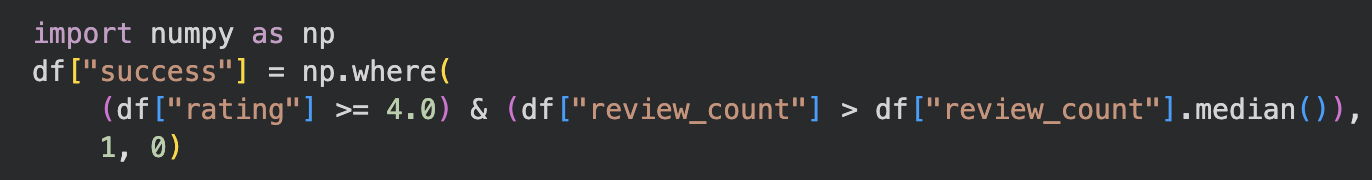 import numpy as np
df["success"] = np.where(
    (df["rating"] >= 4.0) & (df["review_count"] > df["review_count"].median()),
    1, 0)